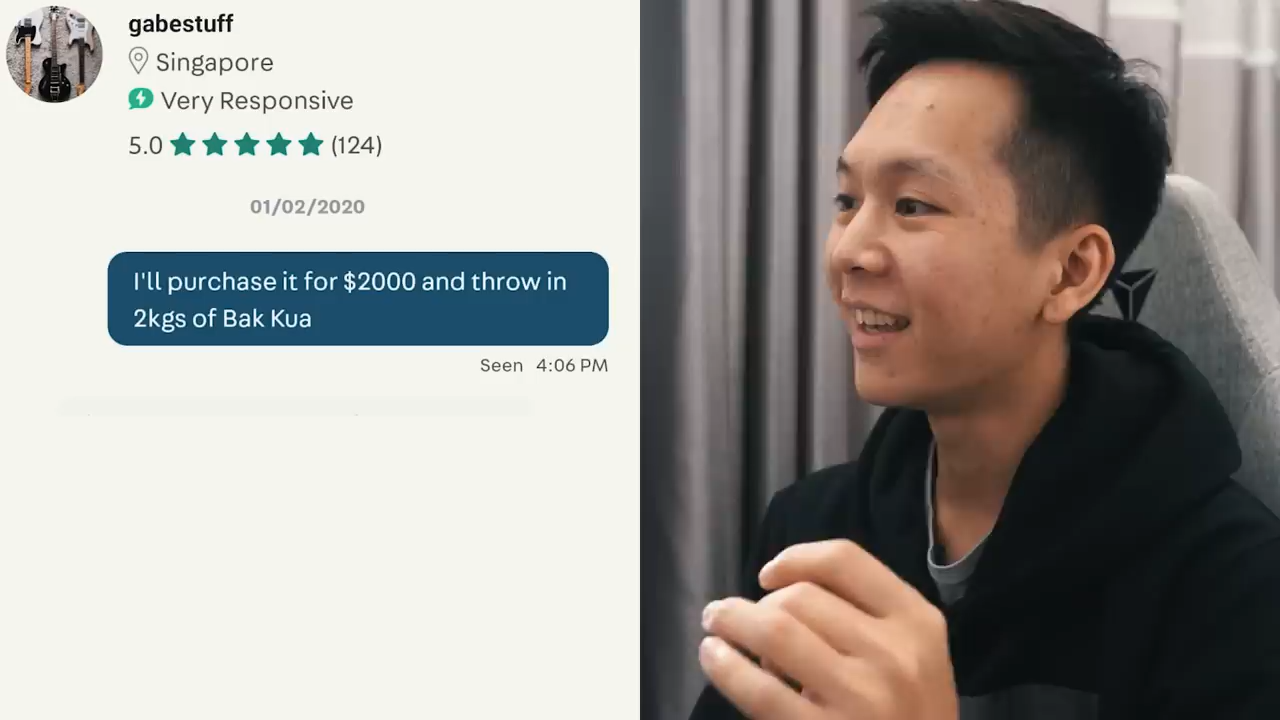 gabestuff
Singapore
Very Responsive
5.0 (124)
01/02/2020
I'll purchase it for $2000 and throw in
2kgs of Bak Kua
Seen 4:06 PM